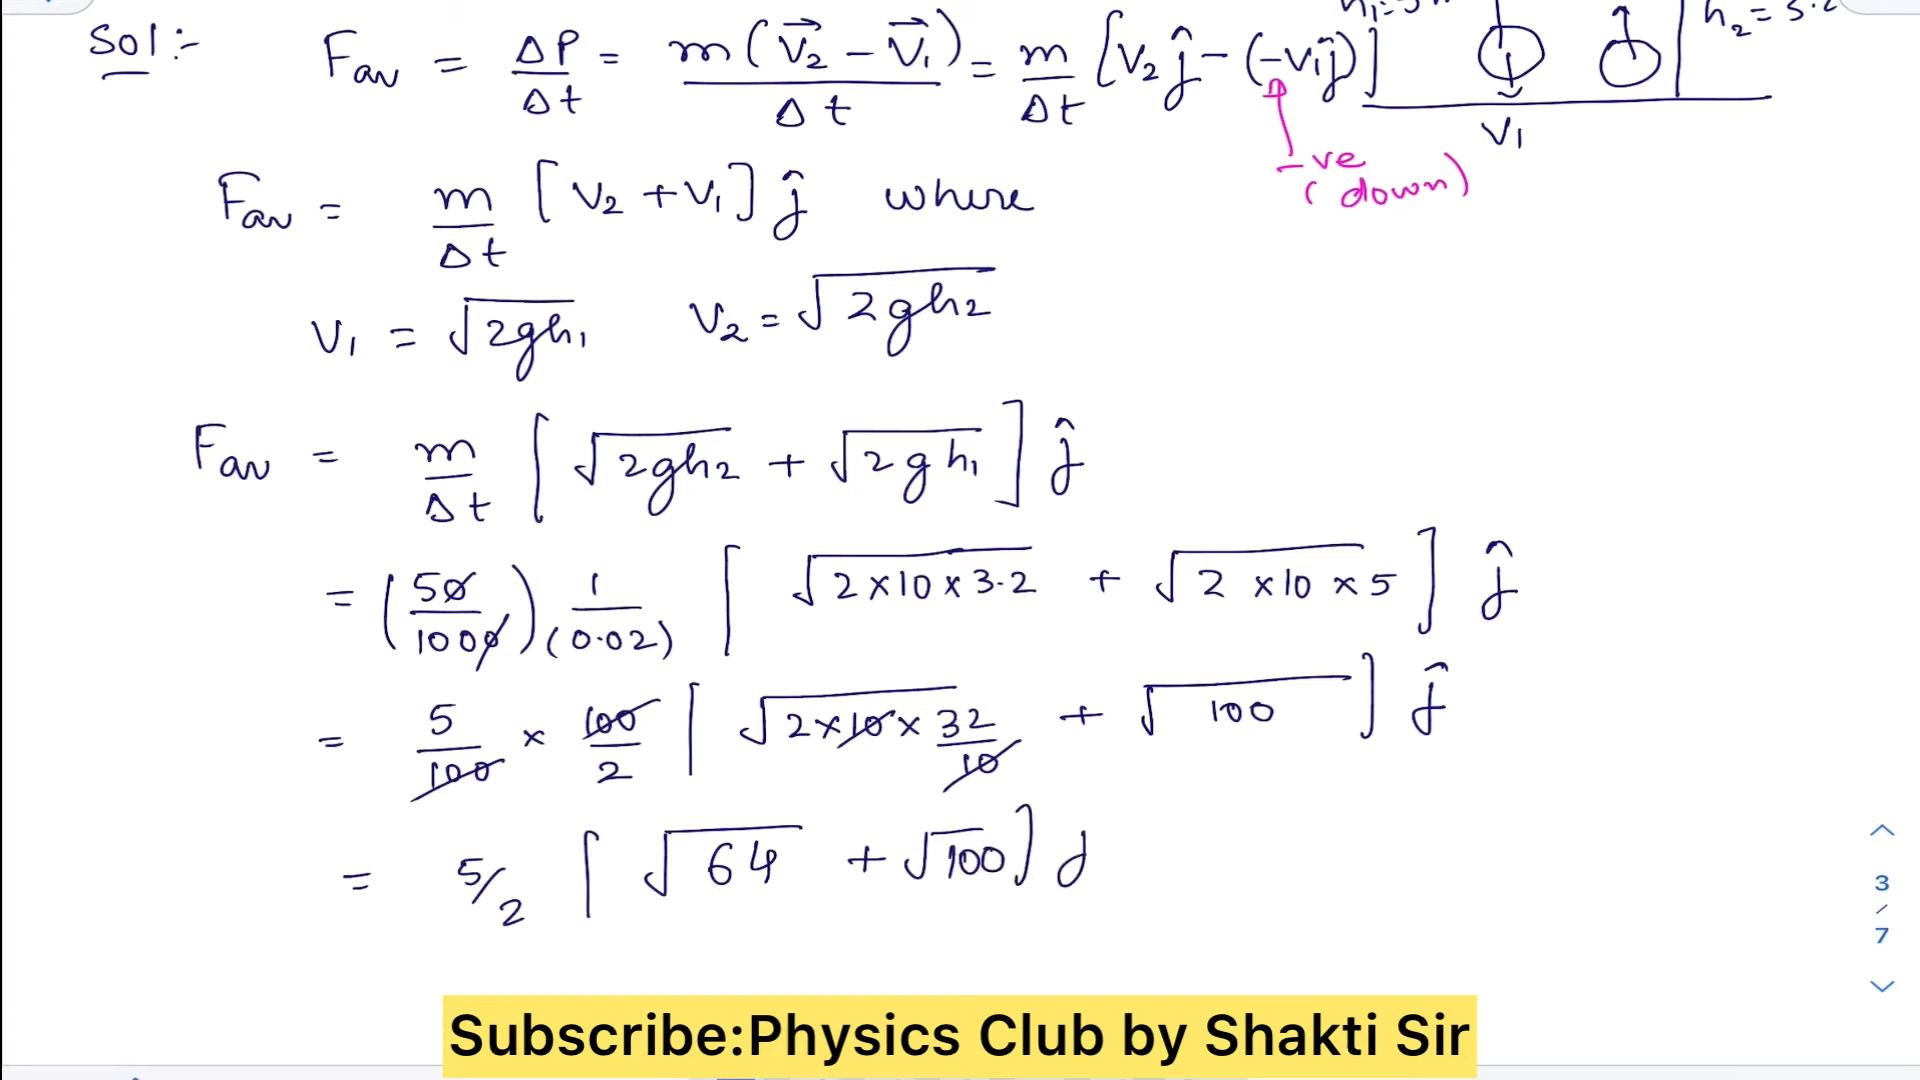 Sol:-
F_av = ΔP/Δt = m(V⃗₂ - V⃗₁)/Δt = m/Δt [V₂ĵ - (-V₁ĵ)]
V₁
-ve
(down)
F_av = m/Δt [V₂ + V₁] ĵ where
V₁ = √2gh₁ V₂ = √2gh₂
F_av = m/Δt [√2gh₂ + √2gh₁] ĵ
= (50/1000) 1/(0.02) [√2×10×3.2 + √2×10×5] ĵ
= 5/100 × 100/2 [√2×10×32/10 + √100] ĵ
= 5/2 [√64 + √100] j
3
/
7
Subscribe:Physics Club by Shakti Sir